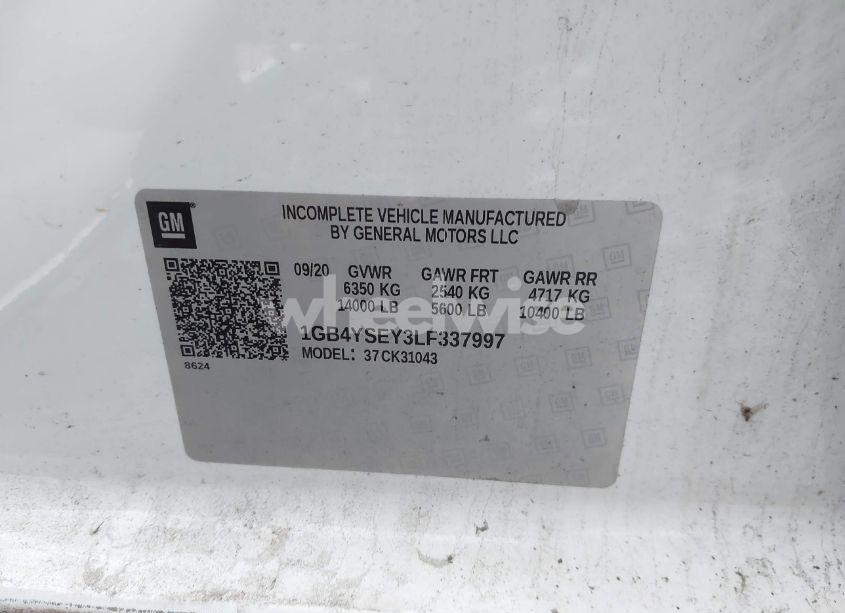 GM
INCOMPLETE VEHICLE MANUFACTURED
BY GENERAL MOTORS LLC
09/20 GVWR GAWR FRT GAWR RR
6350 KG 2540 KG 4717 KG
14000 LB 5600 LB 10400 LB
wheelwise
1GB4YSEY3LF337997
MODEL: 37CK31043
8624